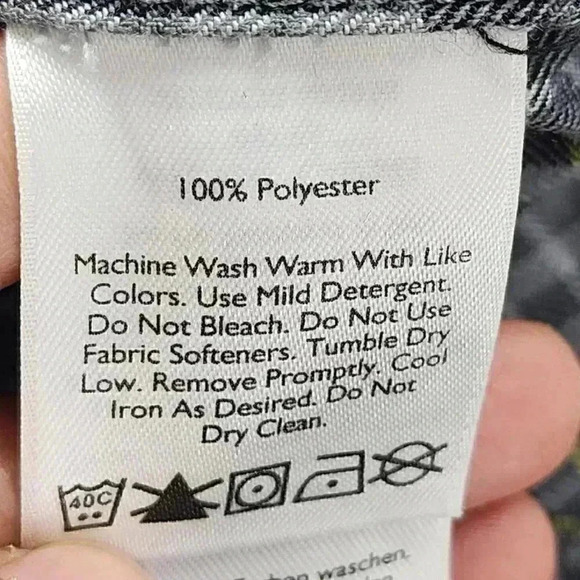 100% Polyester
Machine Wash Warm With Like
Colors. Use Mild Detergent.
Do Not Bleach. Do Not Use
Fabric Softeners. Tumble Dry
Low. Remove Promptly. Cool
Iron As Desired. Do Not
Dry Clean.
40C
waschen,